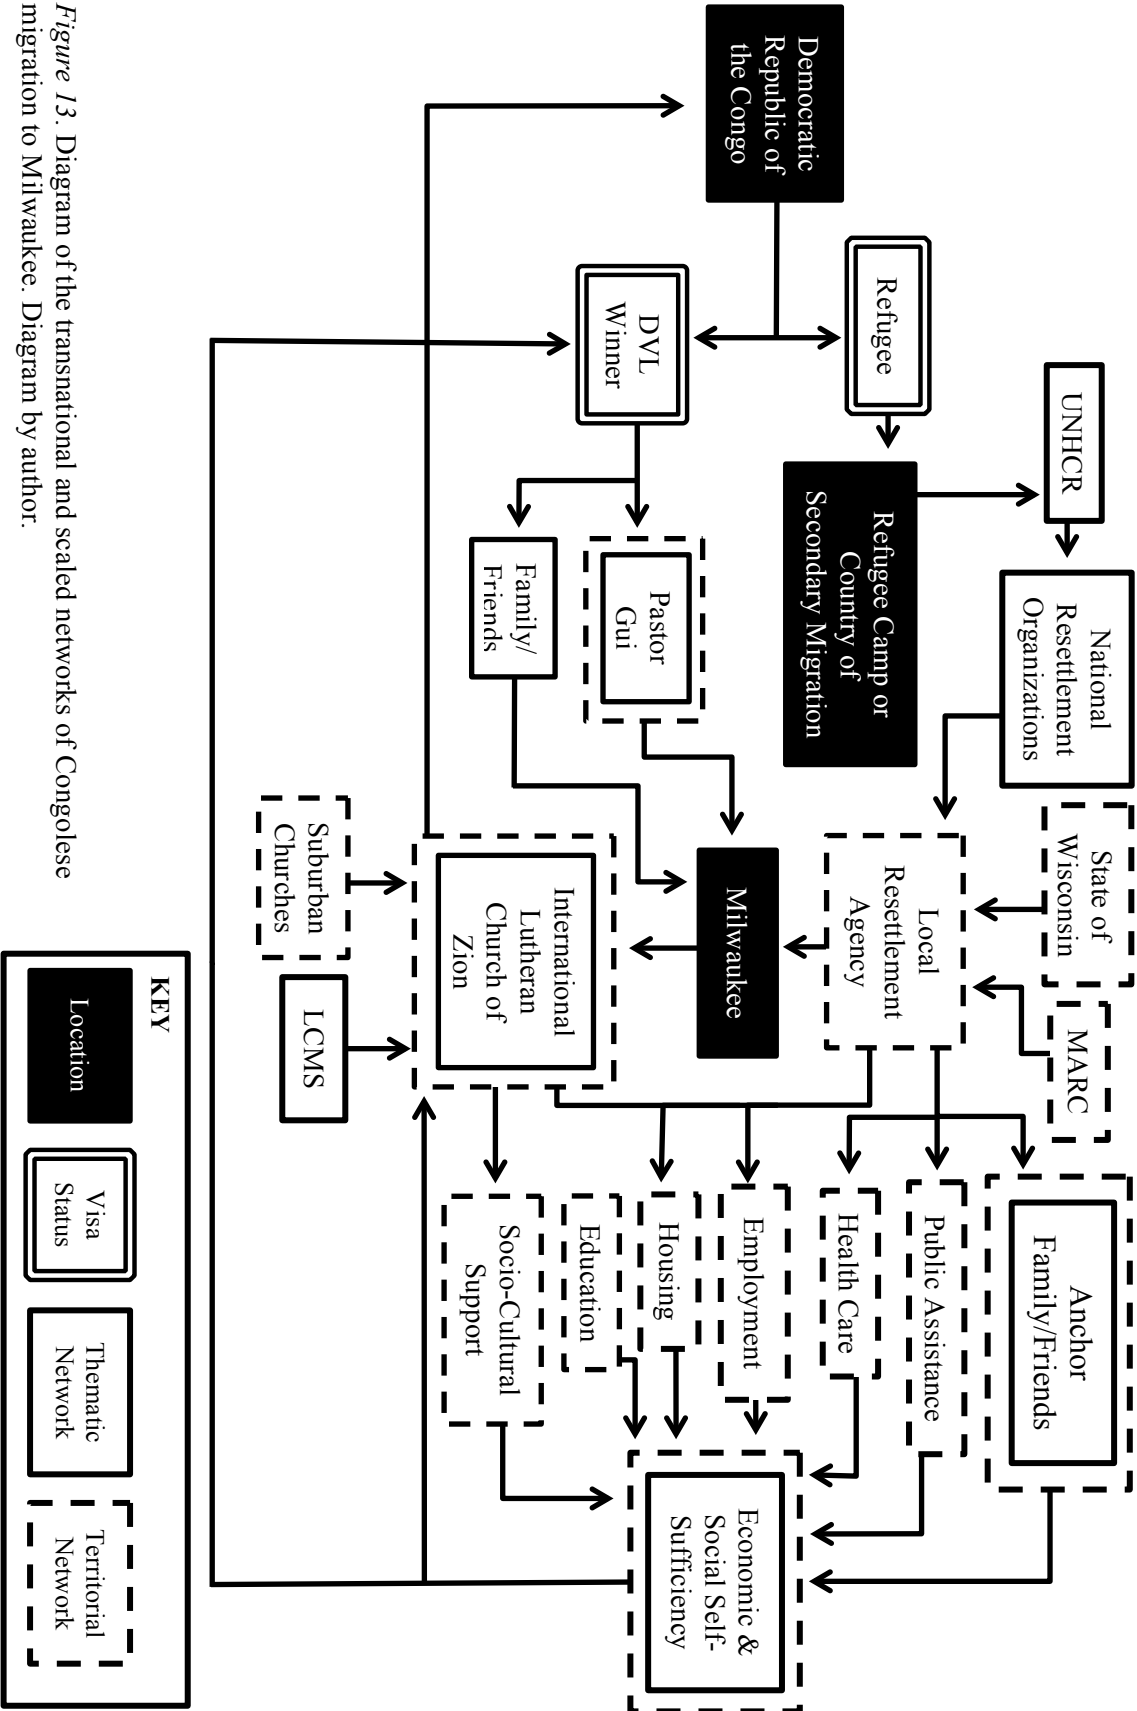 Democratic
Republic of
the Congo
Refugee
DVL
Winner
UNHCR
National
Resettlement
Organizations
Refugee Camp or
Country of
Secondary Migration
Pastor
Gui
Family/
Friends
State of
Wisconsin
MARC
Local
Resettlement
Agency
Milwaukee
International
Lutheran
Church of
Zion
Suburban
Churches
LCMS
Anchor
Family/Friends
Public Assistance
Health Care
Employment
Housing
Education
Socio-Cultural
Support
Economic &
Social Self-
Sufficiency
KEY
Location
Visa
Status
Thematic
Network
Territorial
Network
Figure 13. Diagram of the transnational and scaled networks of Congolese
migration to Milwaukee. Diagram by author.